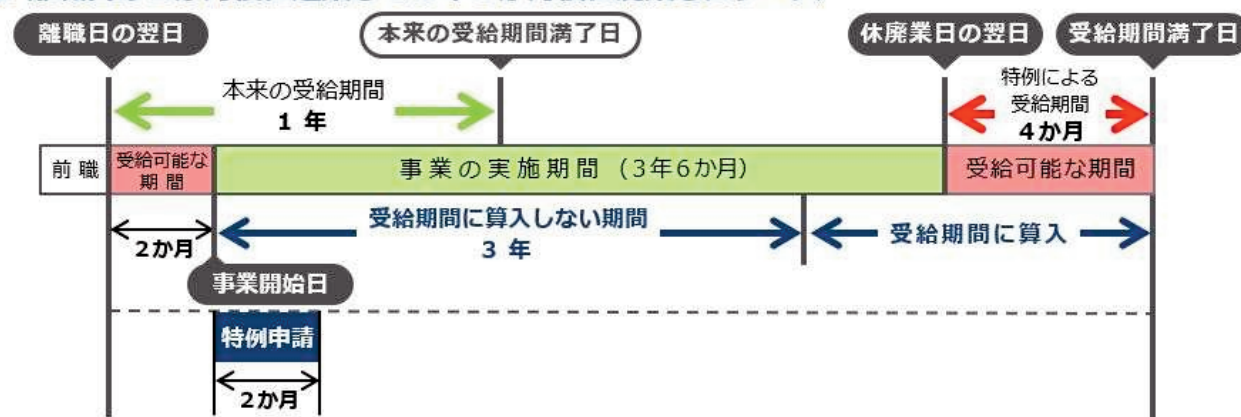 離職日の翌日
本来の受給期間満了日
休廃業日の翌日
受給期間満了日
本来の受給期間
1 年
特例による
受給期間
4か月
前職
受給可能な
期間
事業の実施期間（3年6か月）
受給可能な期間
2か月
受給期間に算入しない期間
3 年
受給期間に算入
事業開始日
特例申請
2か月